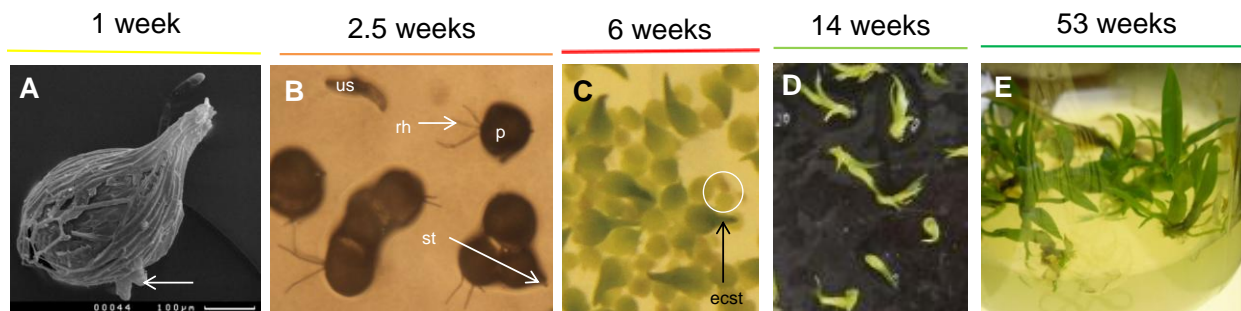 1 week
2.5 weeks
6 weeks
14 weeks
53 weeks
A
B
C
D
E
us
rh
p
st
ecst
00044 100µm